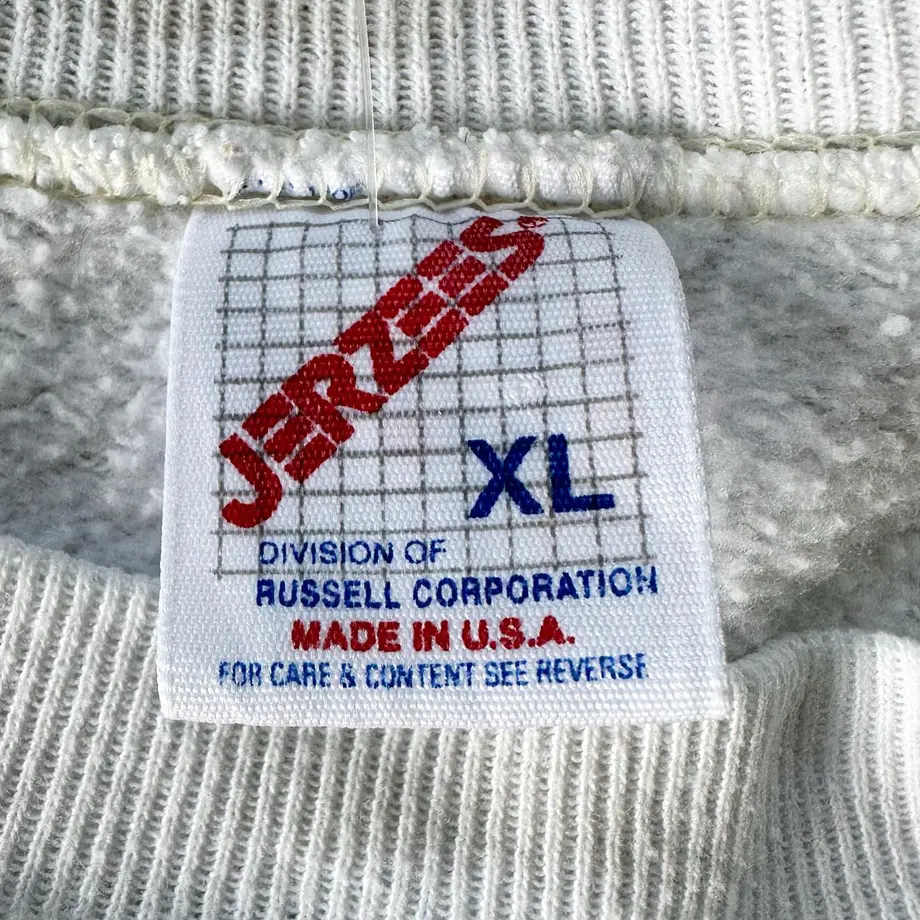 JERZEES®
XL
DIVISION OF
RUSSELL CORPORATION
MADE IN U.S.A.
FOR CARE & CONTENT SEE REVERSE